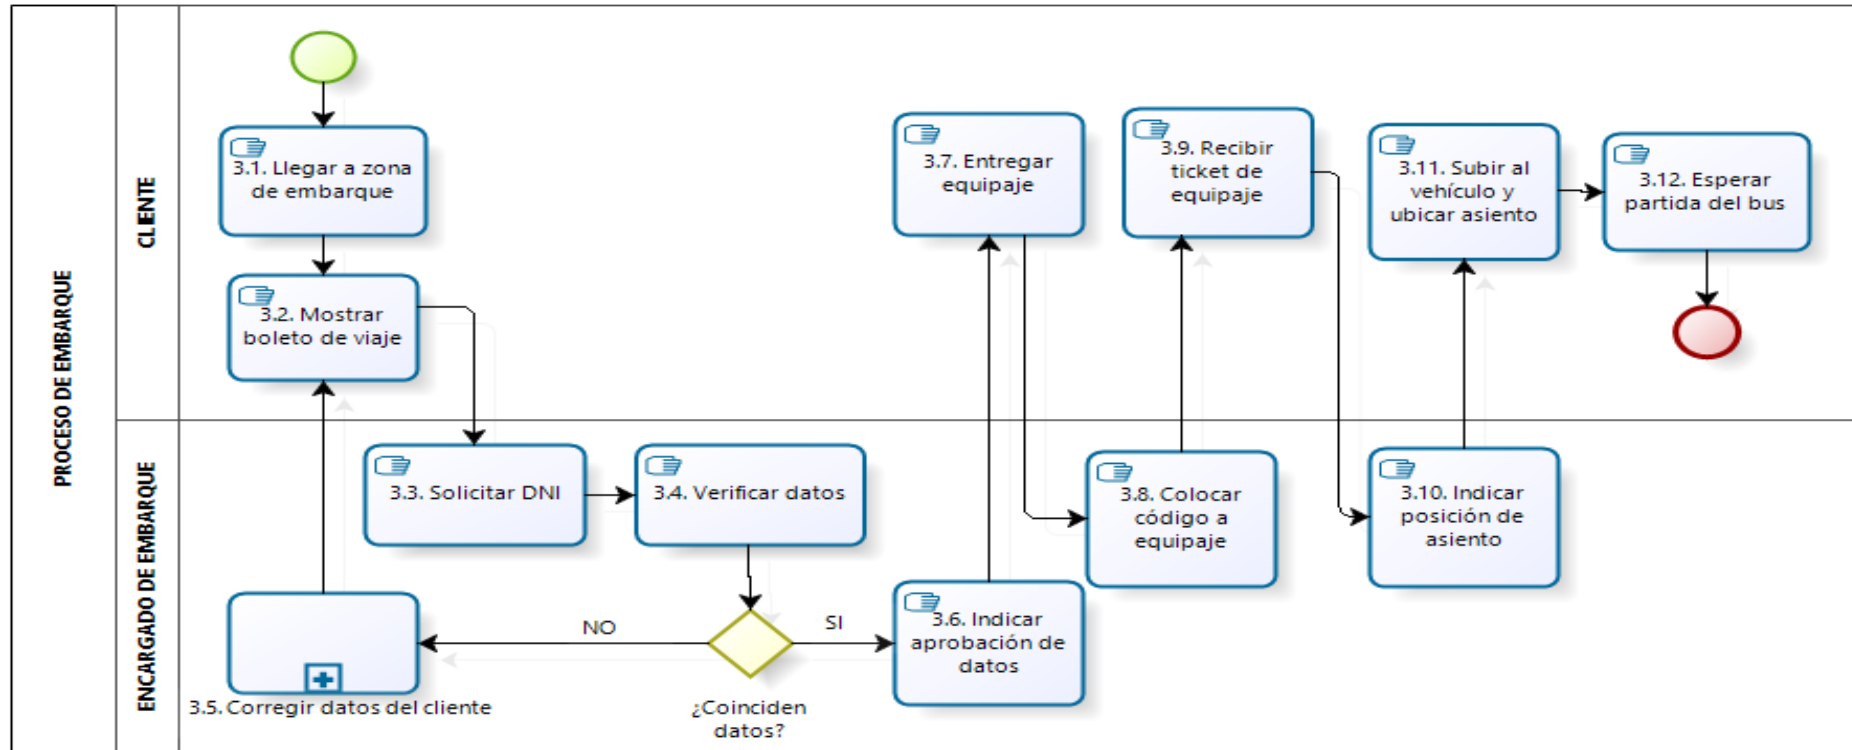 PROCESO DE EMBARQUE
CLIENTE
3.1. Llegar a zona
de embarque
3.2. Mostrar
boleto de viaje
3.7. Entregar
equipaje
3.9. Recibir
ticket de
equipaje
3.11. Subir al
vehículo y
ubicar asiento
3.12. Esperar
partida del bus
ENCARGADO DE EMBARQUE
3.3. Solicitar DNI
3.4. Verificar datos
3.8. Colocar
código a
equipaje
3.10. Indicar
posición de
asiento
NO
SI
3.6. Indicar
aprobación de
datos
3.5. Corregir datos del cliente
¿Coinciden
datos?